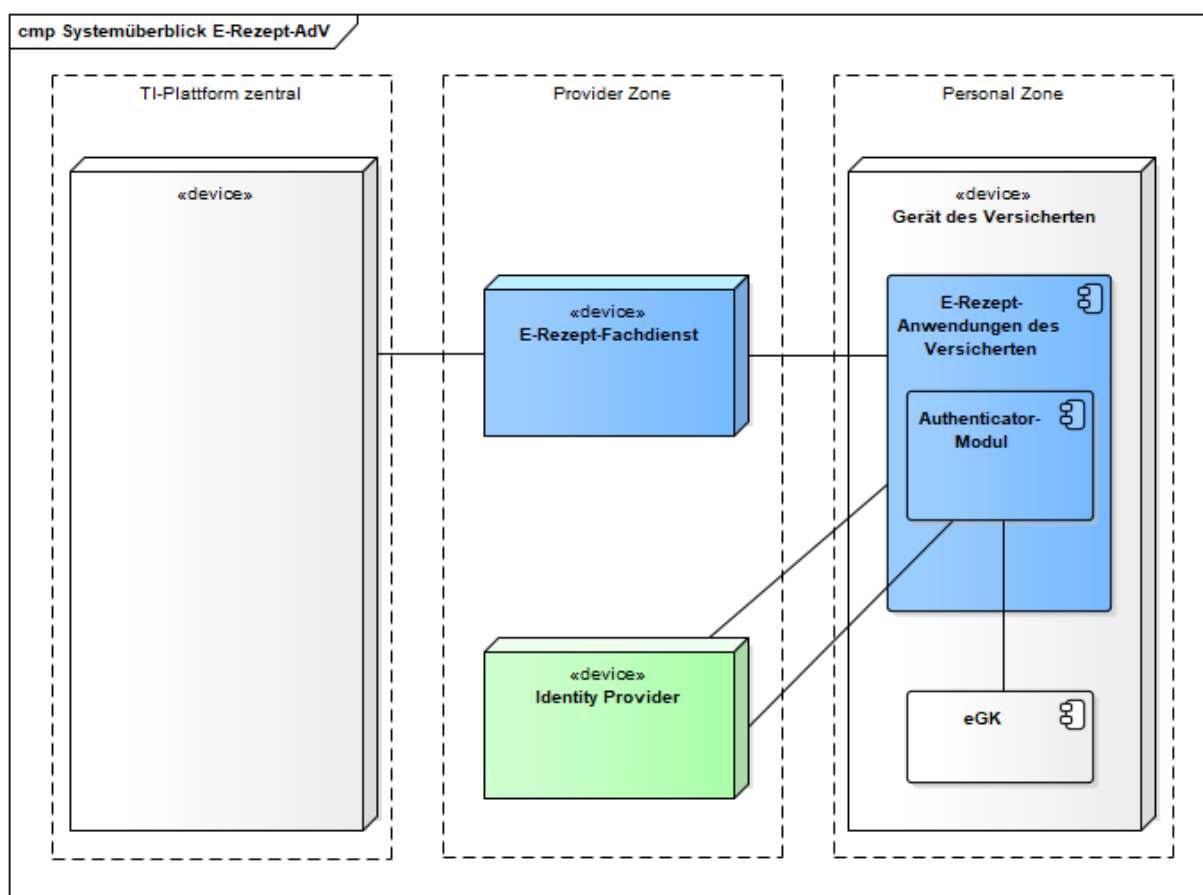 cmp Systemüberblick E-Rezept-AdV
TI-Plattform zentral
«device»
Provider Zone
«device»
E-Rezept-Fachdienst
«device»
Identity Provider
Personal Zone
«device»
Gerät des Versicherten
E-Rezept-
Anwendungen des
Versicherten
Authenticator-
Modul
eGK